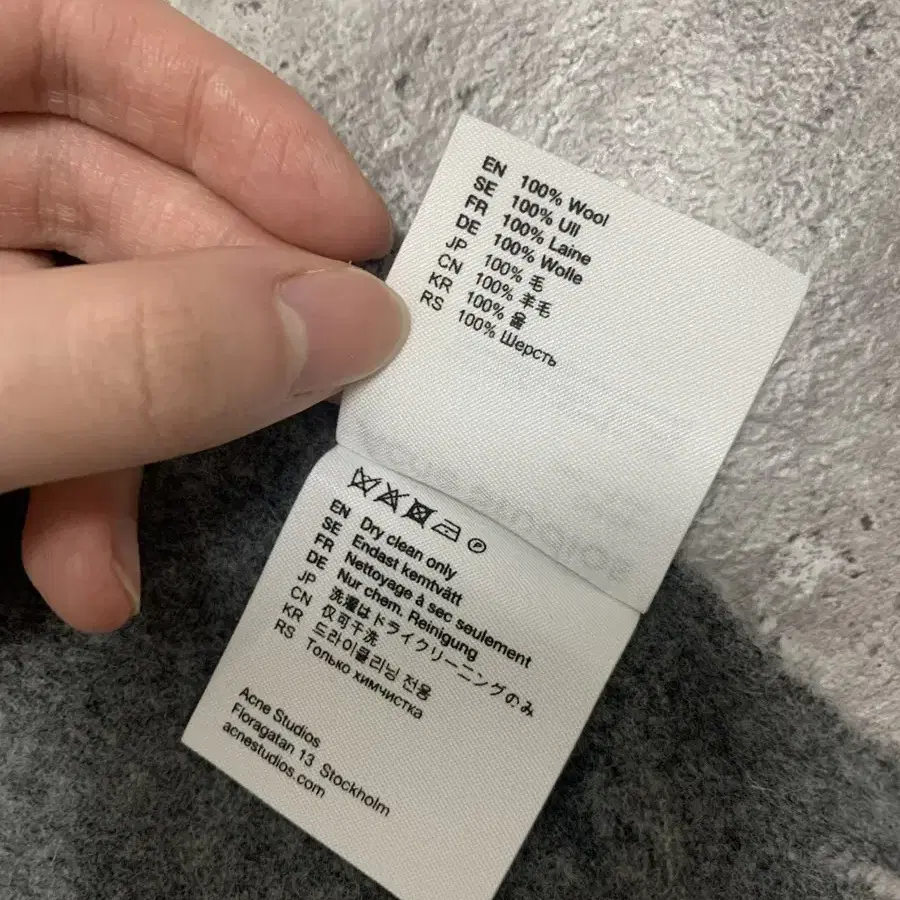 EN 100% Wool
SE 100% Ull
FR 100% Laine
DE 100% Wolle
JP 100% 毛
CN 100% 羊毛
KR 100% 울
RS 100% Шерсть
EN Dry clean only
SE Endast kemtvätt
FR Nettoyage à sec seulement
DE Nur chem. Reinigung
JP 洗濯はドライクリーニングのみ
CN 仅可干洗
KR 드라이클리닝 전용
RS Только химчистка
Acne Studios
Floragatan 13 Stockholm
acnestudios.com